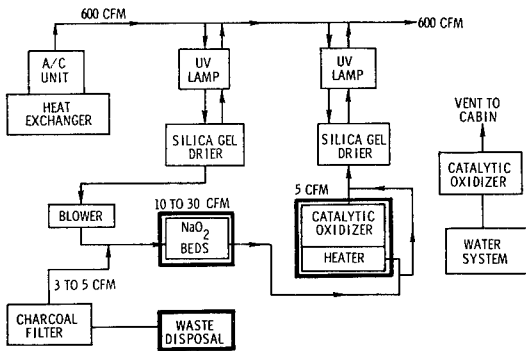 600 CFM
600 CFM
A/C
UNIT
HEAT
EXCHANGER
UV
LAMP
UV
LAMP
SILICA GEL
DRIER
SILICA GEL
DRIER
VENT TO
CABIN
CATALYTIC
OXIDIZER
WATER
SYSTEM
BLOWER
10 TO 30 CFM
NaO2
BEDS
5 CFM
CATALYTIC
OXIDIZER
HEATER
3 TO 5 CFM
CHARCOAL
FILTER
WASTE
DISPOSAL